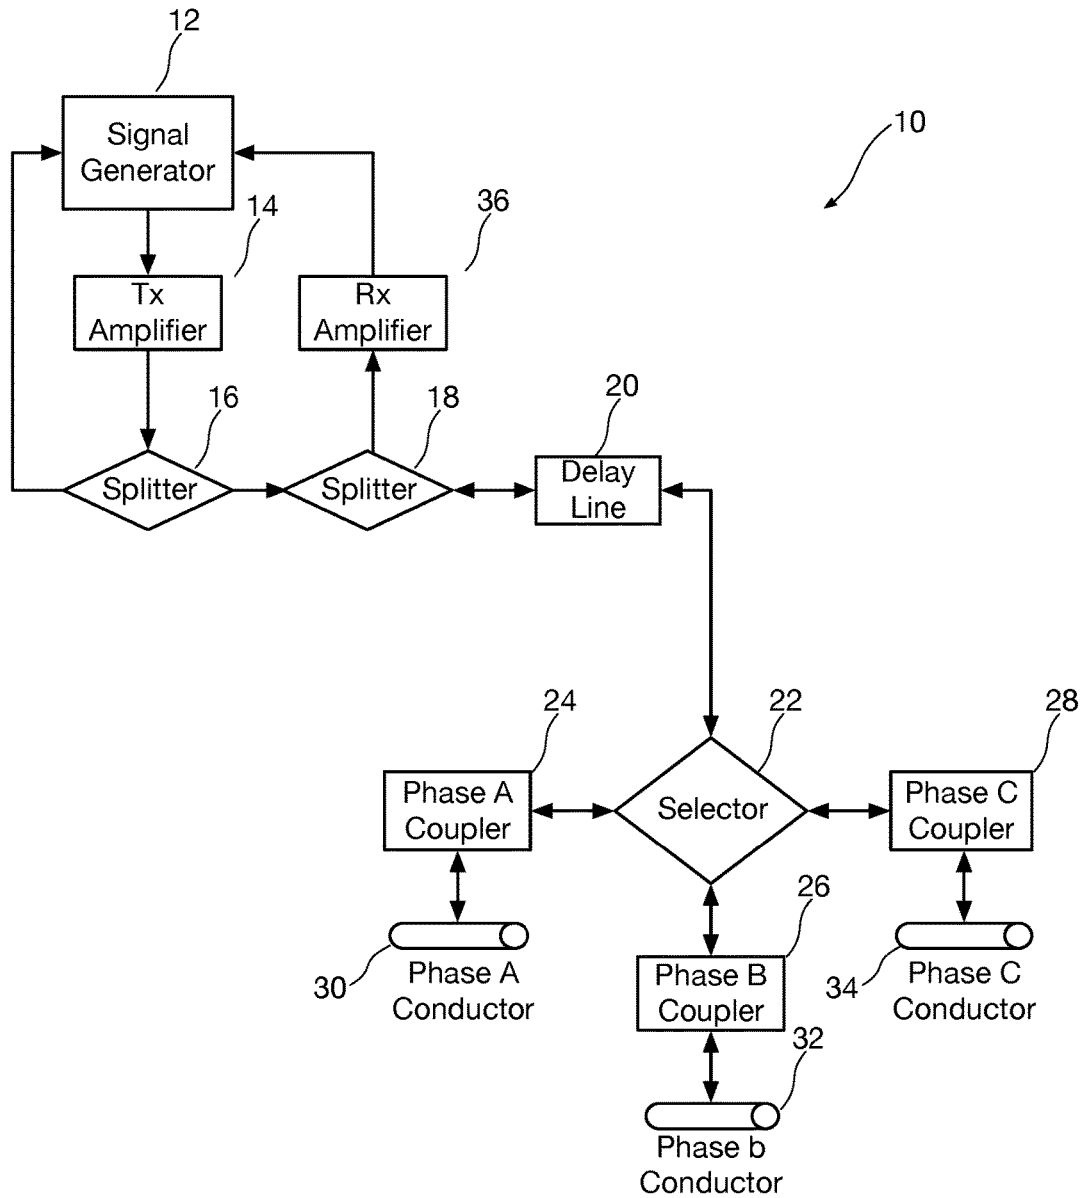 12
Signal
Generator
10
14
36
Tx
Amplifier
Rx
Amplifier
16
18
20
Splitter
Splitter
Delay
Line
24
22
28
Phase A
Coupler
Selector
Phase C
Coupler
26
30
Phase A
Conductor
Phase B
Coupler
34
Phase C
Conductor
32
Phase b
Conductor